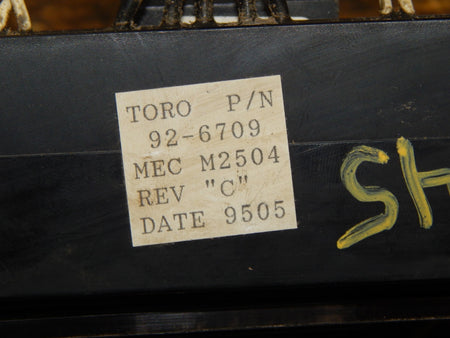 TORO P/N
92-6709
MEC M2504
REV "C"
DATE 9505
SH